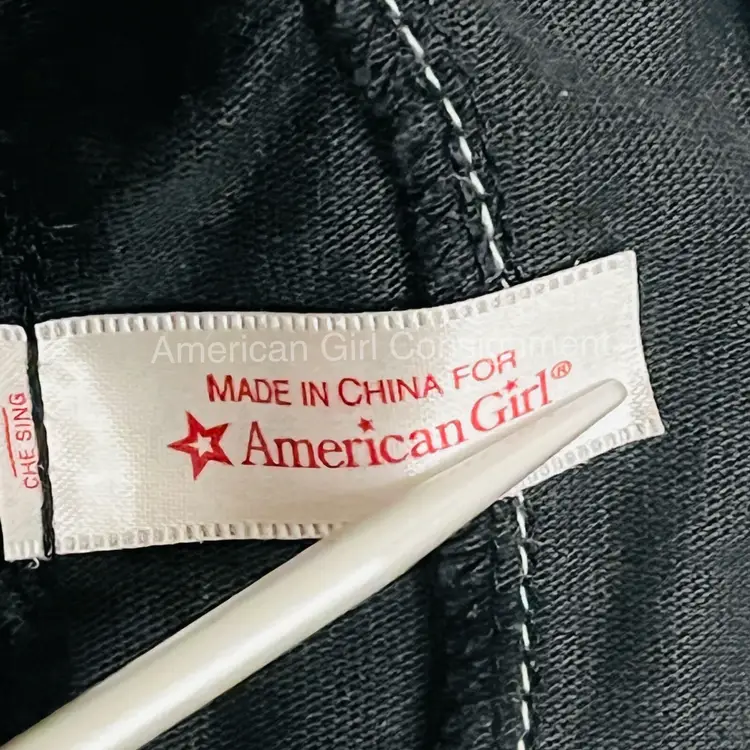 American Girl Consignment
MADE IN CHINA FOR
American Girl®
CHE SING